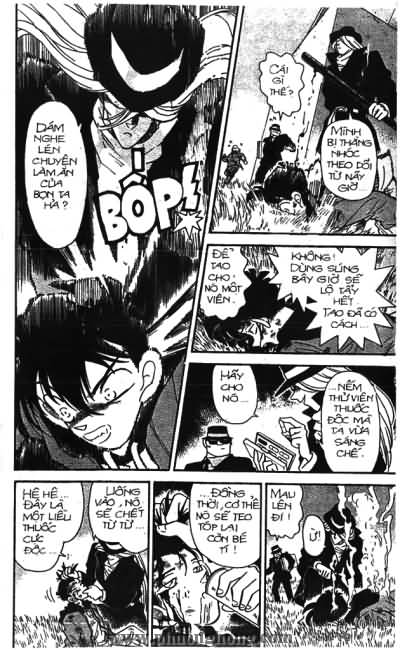 DÁM
NGHE
LÉN
CHUYỆN
LÀM ĂN
CỦA
BỌN TA
HẢ?
BỐP!
CÁI
GÌ
THẾ?
MÌNH
BỊ THẰNG
NHÓC
THEO DÕI
TỪ NÃY
GIỜ...
ĐỂ
TAO
CHO
NÓ MỘT
VIÊN.
KHÔNG!
DÙNG SÚNG
BÂY GIỜ SẼ
LỘ TẨY
HẾT.
TAO ĐÃ CÓ
CÁCH...
HÃY
CHO
NÓ...
NẾM
THỬ VIÊN
THUỐC
ĐỘC MÀ
TA VỪA
SÁNG
CHẾ.
HÊ HÊ...
ĐÂY LÀ
MỘT LIỀU
THUỐC
CỰC
ĐỘC...
UỐNG
VÀO, NÓ
SẼ CHẾT
TỪ TỪ...
...ĐỒNG
THỜI, CƠ THỂ
NÓ SẼ TEO
TÓP LẠI
CÒN BÉ
TÍ!
MAU
LÊN
ĐI!
Ừ!